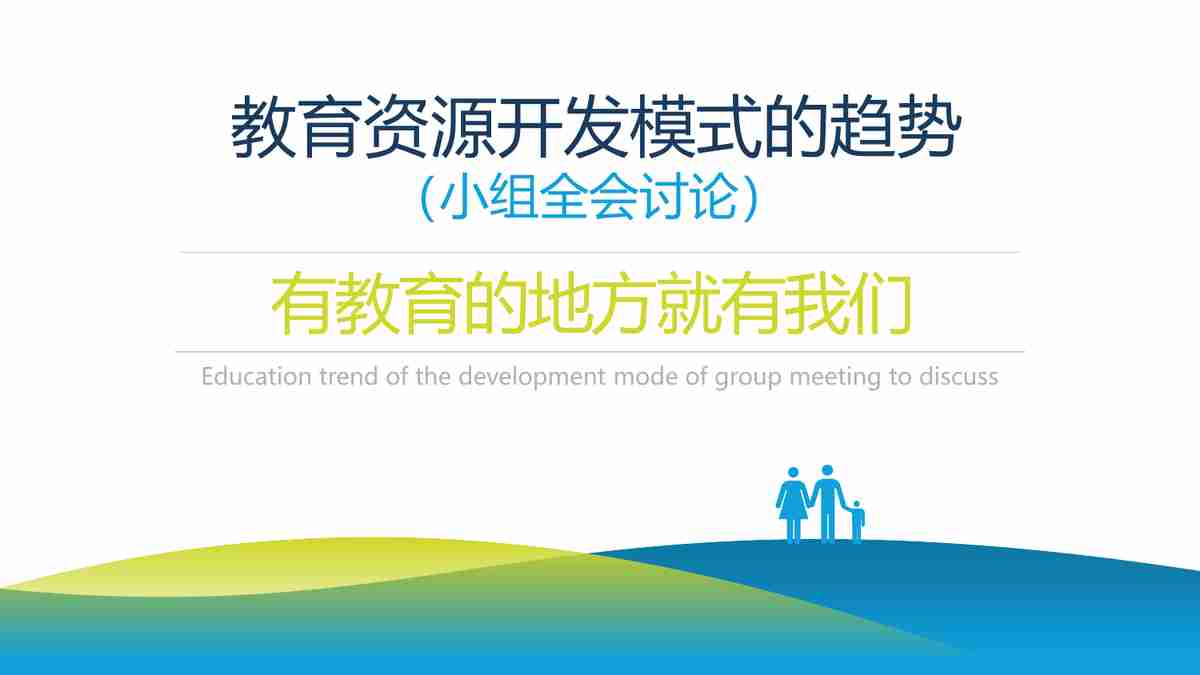 教育资源开发模式的趋势
（小组全会讨论）
有教育的地方就有我们
Education trend of the development mode of group meeting to discuss